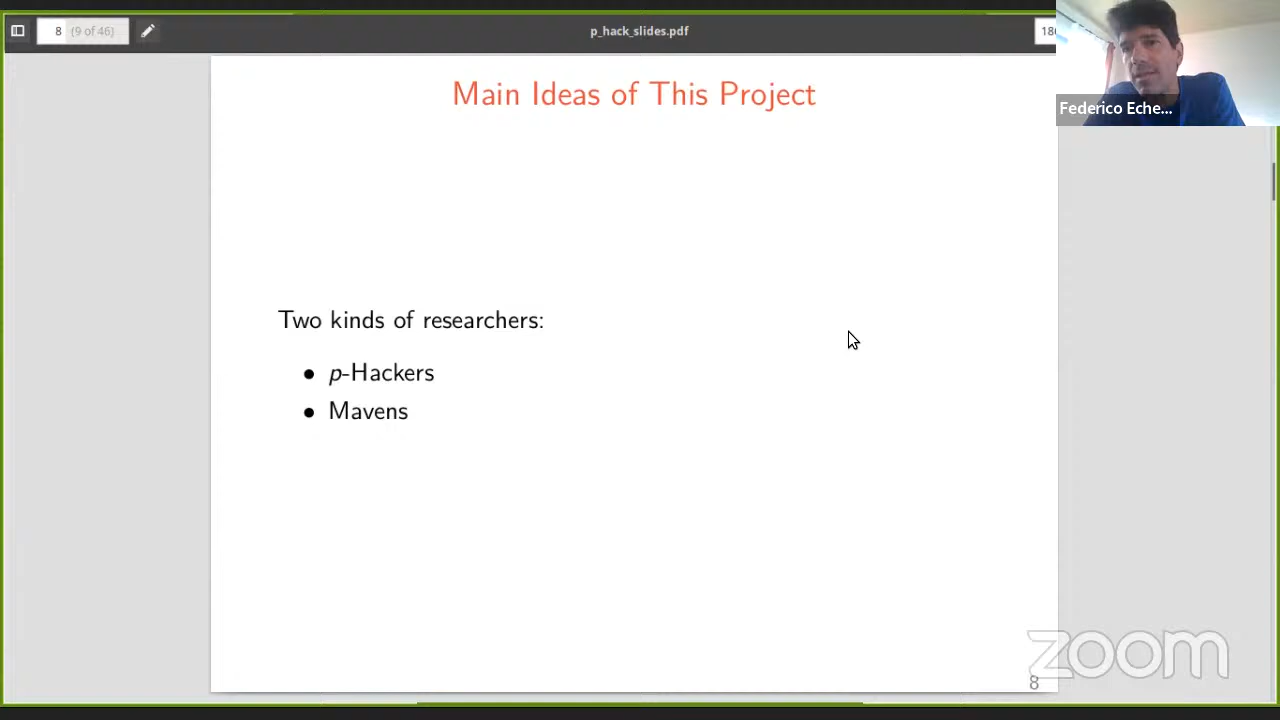 8 (9 of 46)
p_hack_slides.pdf
Federico Eche...
Main Ideas of This Project
Two kinds of researchers:
• p-Hackers
• Mavens
zoom
8